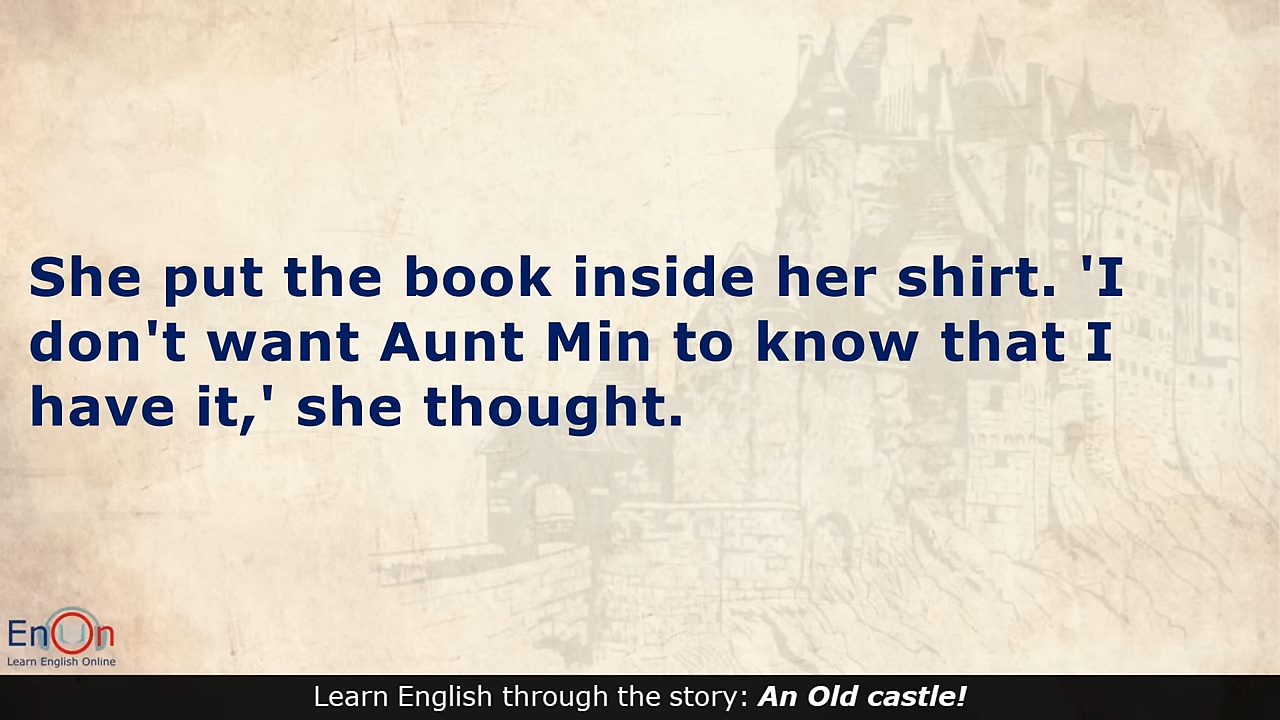 She put the book inside her shirt. 'I
don't want Aunt Min to know that I
have it,' she thought.
EnOn
Learn English Online
Learn English through the story: An Old castle!